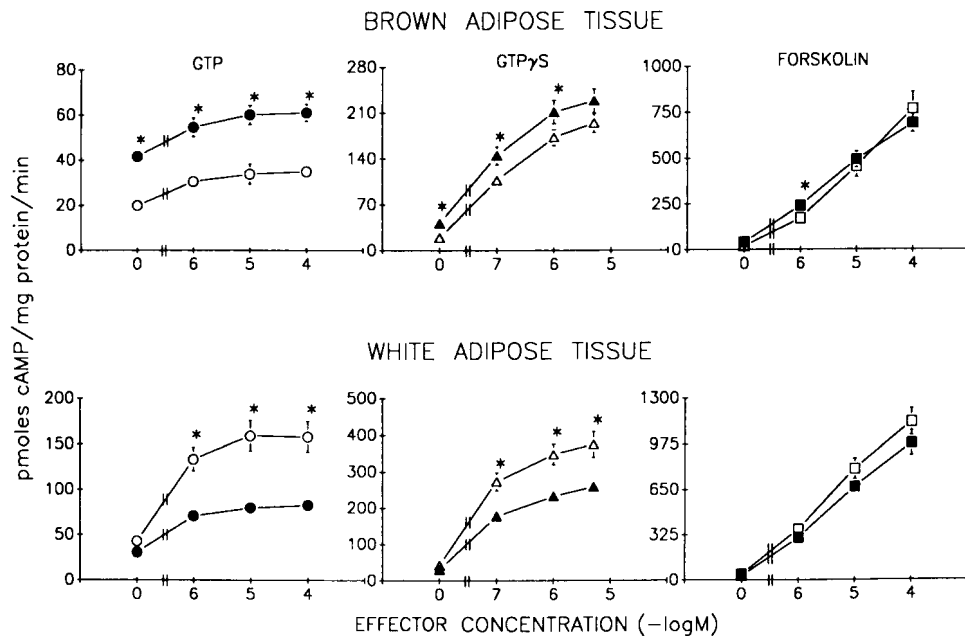 BROWN ADIPOSE TISSUE
GTP
GTPγS
FORSKOLIN
80
60
40
20
0
0 6 5 4
280
210
140
70
0
0 7 6 5
1000
750
500
250
0
0 6 5 4
pmoles cAMP/mg protein/min
WHITE ADIPOSE TISSUE
200
150
100
50
0
0 6 5 4
500
400
300
200
100
0
0 7 6 5
1300
975
650
325
0
0 6 5 4
EFFECTOR CONCENTRATION (-logM)